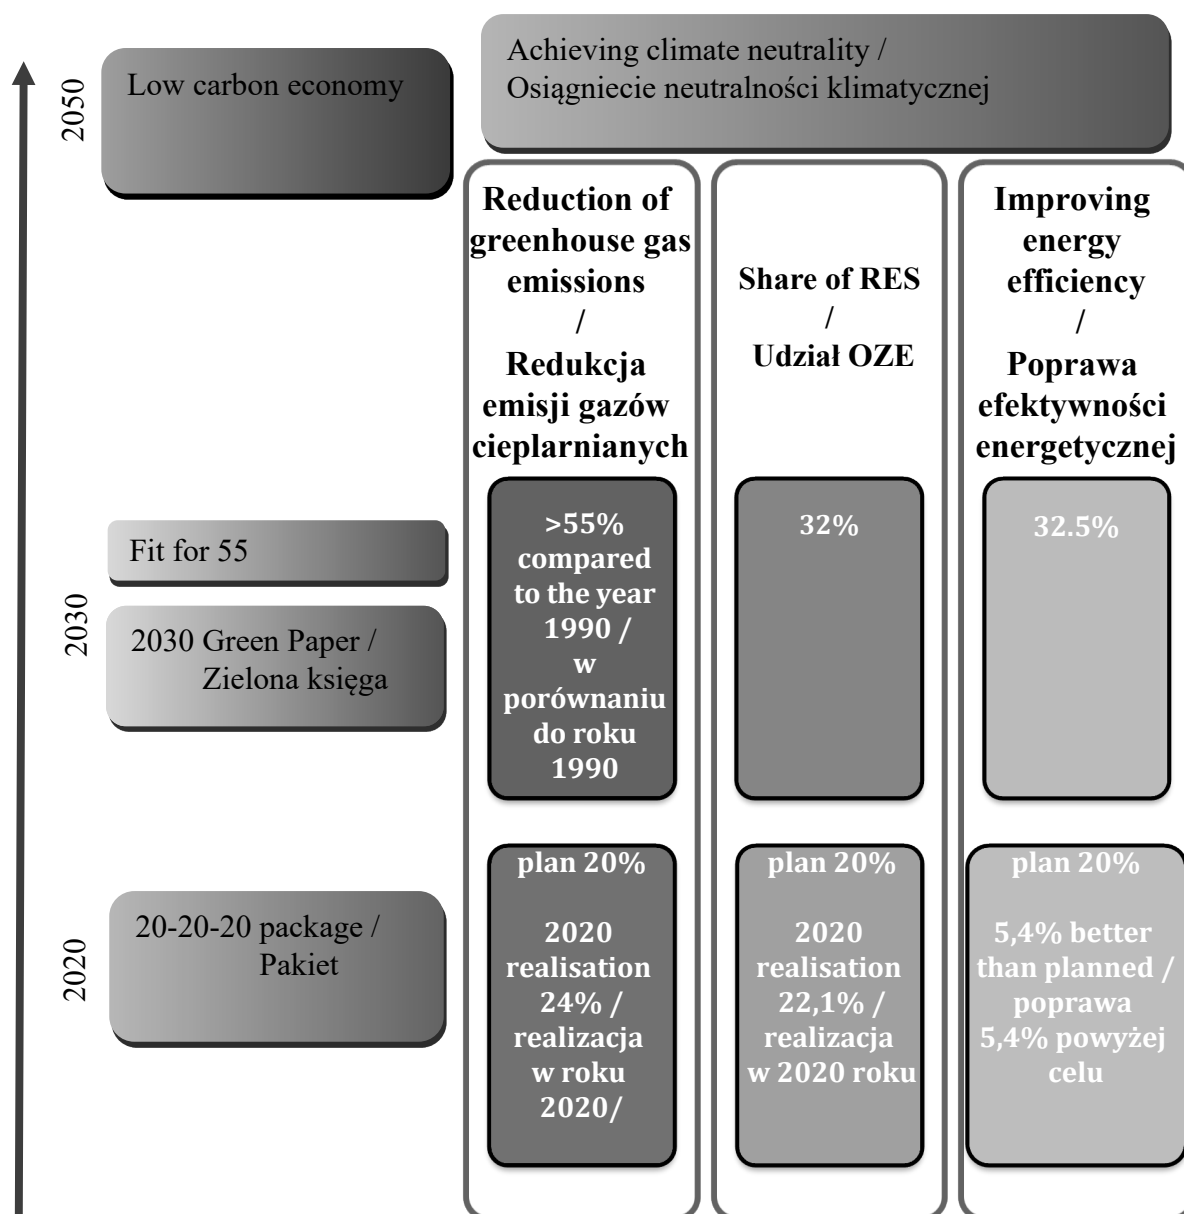 2050
Low carbon economy
Achieving climate neutrality /
Osiągniecie neutralności klimatycznej
Reduction of
greenhouse gas
emissions
/
Redukcja
emisji gazów
cieplarnianych
Share of RES
/
Udział OZE
Improving
energy
efficiency
/
Poprawa
efektywności
energetycznej
2030
Fit for 55
2030 Green Paper /
Zielona księga
>55%
compared
to the year
1990 /
w
porównaniu
do roku
1990
32%
32.5%
2020
20-20-20 package /
Pakiet
plan 20%
2020
realisation
24% /
realizacja
w roku
2020/
plan 20%
2020
realisation
22,1% /
realizacja
w 2020 roku
plan 20%
5,4% better
than planned /
poprawa
5,4% powyżej
celu